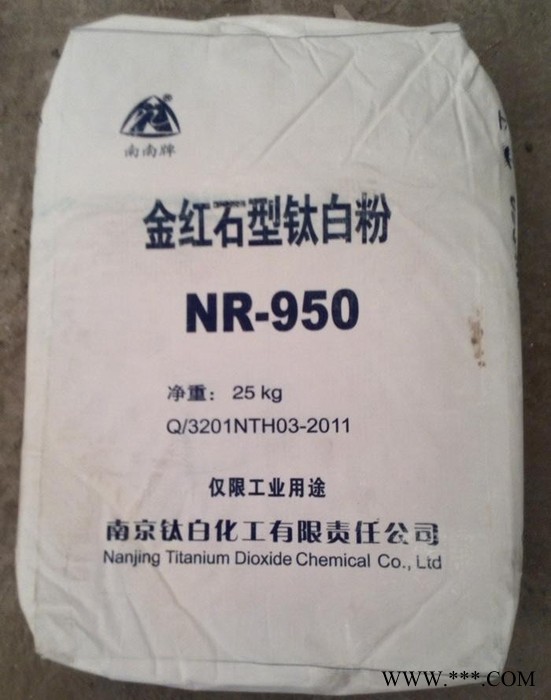 ®
南南牌
金红石型钛白粉
NR-950
净重： 25 kg
Q/3201NTH03-2011
仅限工业用途
南京钛白化工有限责任公司
Nanjing Titanium Dioxide Chemical Co., Ltd
WWW.***.COM